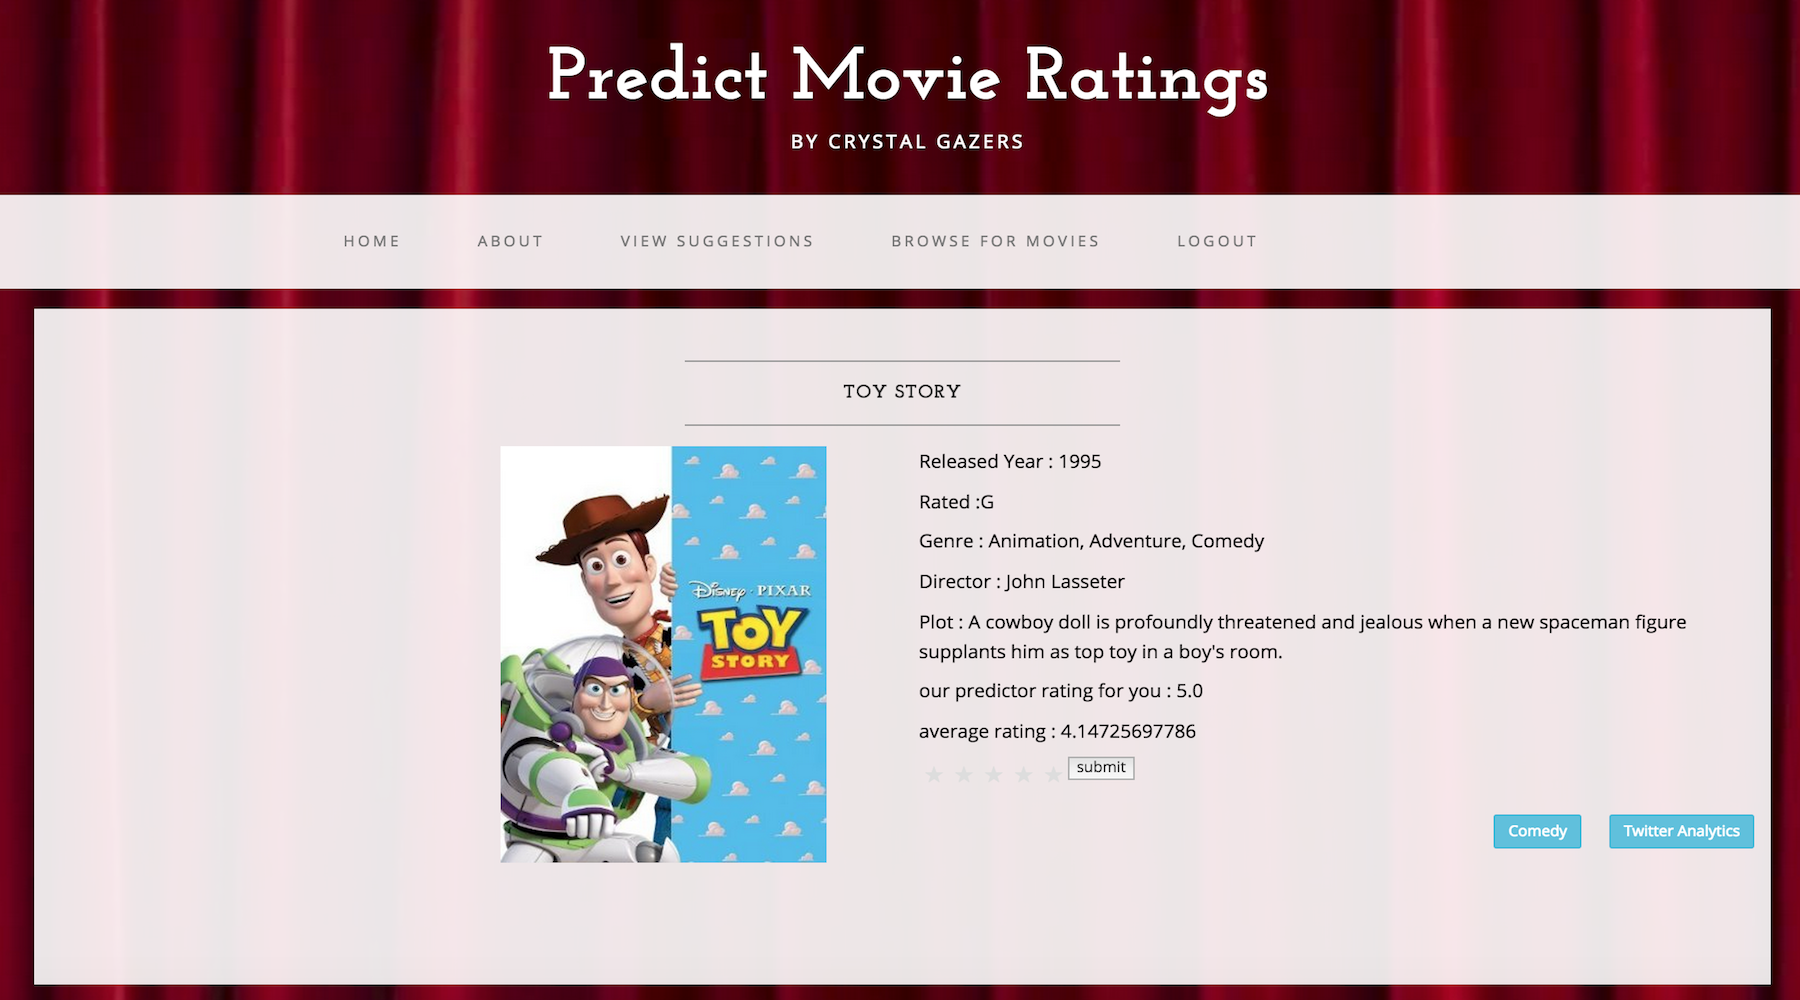 Predict Movie Ratings
BY CRYSTAL GAZERS
HOME ABOUT VIEW SUGGESTIONS BROWSE FOR MOVIES LOGOUT
TOY STORY
DISNEY · PIXAR
TOY
STORY
Released Year : 1995
Rated :G
Genre : Animation, Adventure, Comedy
Director : John Lasseter
Plot : A cowboy doll is profoundly threatened and jealous when a new spaceman figure
supplants him as top toy in a boy's room.
our predictor rating for you : 5.0
average rating : 4.14725697786
submit
Comedy Twitter Analytics